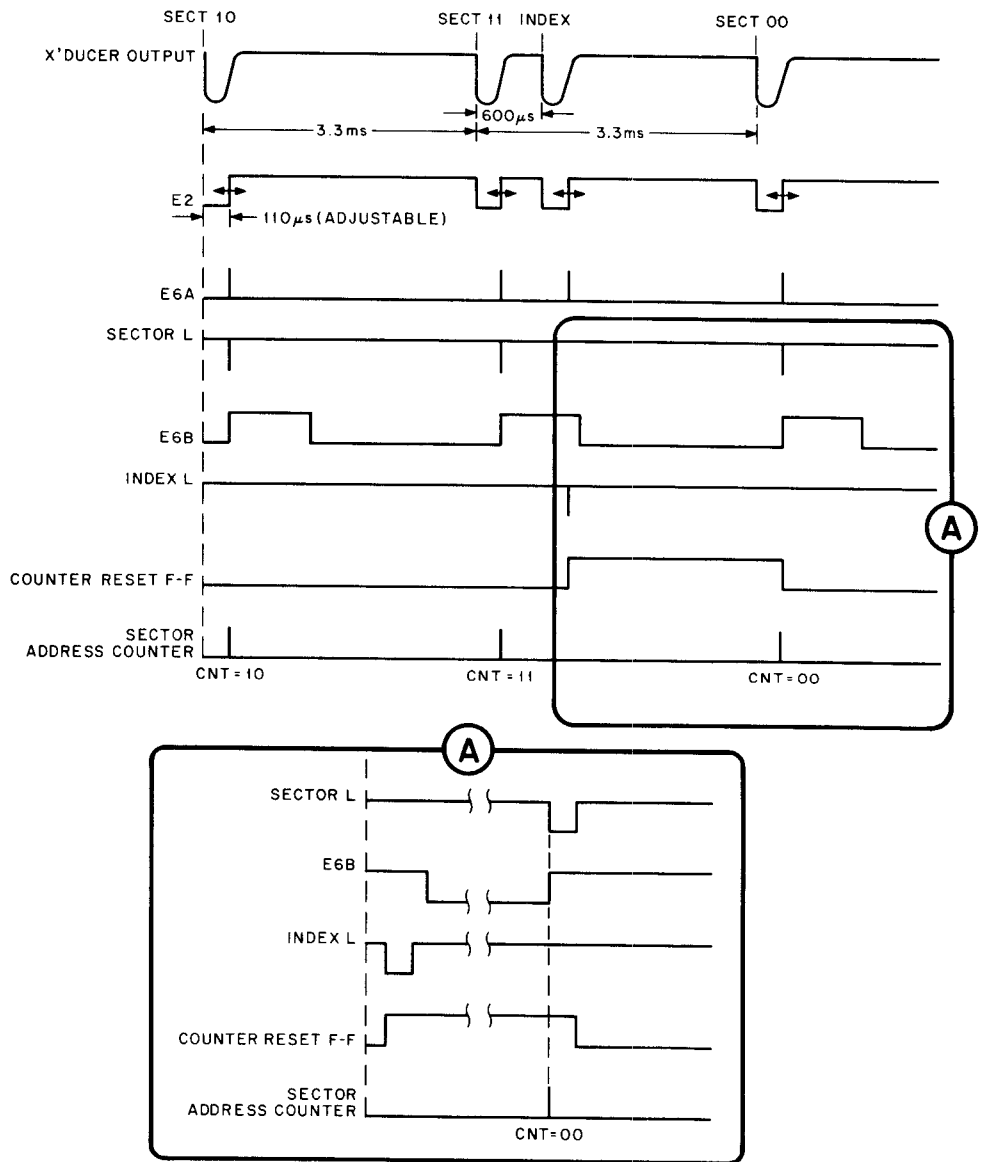 SECT 10 SECT 11 INDEX SECT 00
X'DUCER OUTPUT
600μs
3.3ms 3.3ms
E2
110μs (ADJUSTABLE)
E6A
SECTOR L
E6B
INDEX L
A
COUNTER RESET F-F
SECTOR
ADDRESS COUNTER
CNT=10 CNT=11 CNT=00
A
SECTOR L
E6B
INDEX L
COUNTER RESET F-F
SECTOR
ADDRESS COUNTER
CNT=00